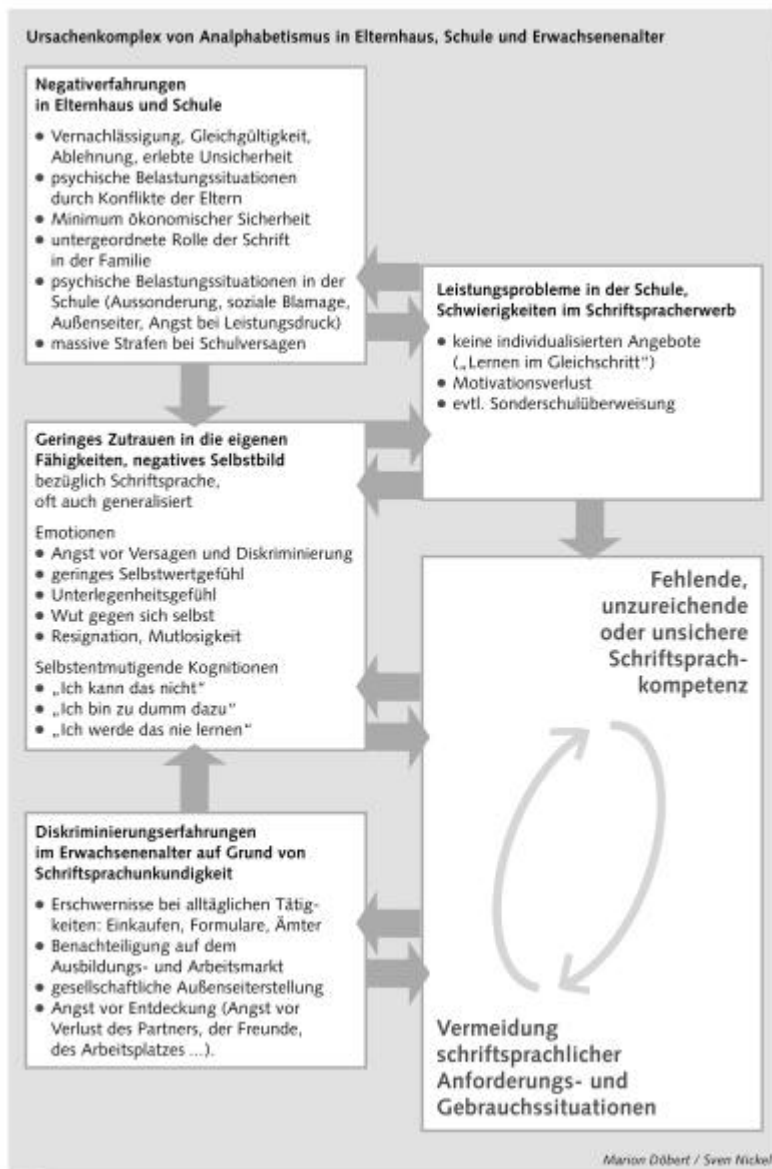 Ursachenkomplex von Analphabetismus in Elternhaus, Schule und Erwachsenenalter
Negativerfahrungen
in Elternhaus und Schule
• Vernachlässigung, Gleichgültigkeit,
Ablehnung, erlebte Unsicherheit
• psychische Belastungssituationen
durch Konflikte der Eltern
• Minimum ökonomischer Sicherheit
• untergeordnete Rolle der Schrift
in der Familie
• psychische Belastungssituationen in der
Schule (Aussonderung, soziale Blamage,
Außenseiter, Angst bei Leistungsdruck)
• massive Strafen bei Schulversagen
Leistungsprobleme in der Schule,
Schwierigkeiten im Schriftspracherwerb
• keine individualisierten Angebote
(„Lernen im Gleichschritt“)
• Motivationsverlust
• evtl. Sonderschulüberweisung
Geringes Zutrauen in die eigenen
Fähigkeiten, negatives Selbstbild
bezüglich Schriftsprache,
oft auch generalisiert
Emotionen
• Angst vor Versagen und Diskriminierung
• geringes Selbstwertgefühl
• Unterlegenheitsgefühl
• Wut gegen sich selbst
• Resignation, Mutlosigkeit
Selbstentmutigende Kognitionen
• „Ich kann das nicht“
• „Ich bin zu dumm dazu“
• „Ich werde das nie lernen“
Fehlende,
unzureichende
oder unsichere
Schriftsprach-
kompetenz
Diskriminierungserfahrungen
im Erwachsenenalter auf Grund von
Schriftsprachunkundigkeit
• Erschwernisse bei alltäglichen Tätig-
keiten: Einkaufen, Formulare, Ämter
• Benachteiligung auf dem
Ausbildungs- und Arbeitsmarkt
• gesellschaftliche Außenseiterstellung
• Angst vor Entdeckung (Angst vor
Verlust des Partners, der Freunde,
des Arbeitsplatzes ...).
Vermeidung
schriftsprachlicher
Anforderungs- und
Gebrauchssituationen
Marion Döbert / Sven Nickel